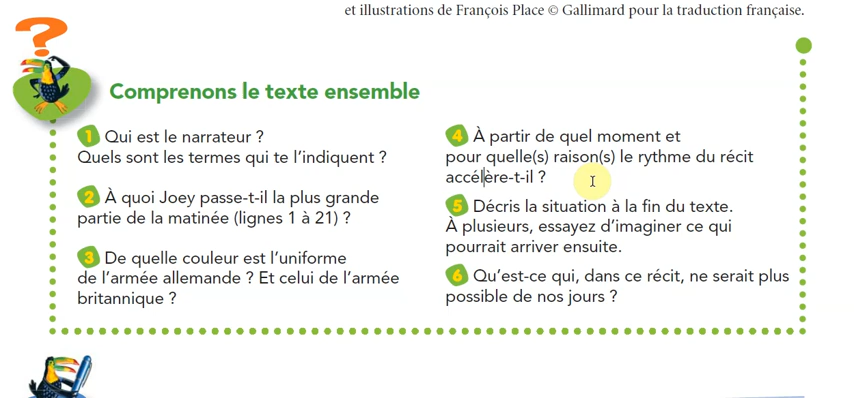 et illustrations de François Place © Gallimard pour la traduction française.
?
Comprenons le texte ensemble
1 Qui est le narrateur ?
Quels sont les termes qui te l'indiquent ?
2 À quoi Joey passe-t-il la plus grande
partie de la matinée (lignes 1 à 21) ?
3 De quelle couleur est l'uniforme
de l'armée allemande ? Et celui de l'armée
britannique ?
4 À partir de quel moment et
pour quelle(s) raison(s) le rythme du récit
accélère-t-il ?
5 Décris la situation à la fin du texte.
À plusieurs, essayez d'imaginer ce qui
pourrait arriver ensuite.
6 Qu'est-ce qui, dans ce récit, ne serait plus
possible de nos jours ?